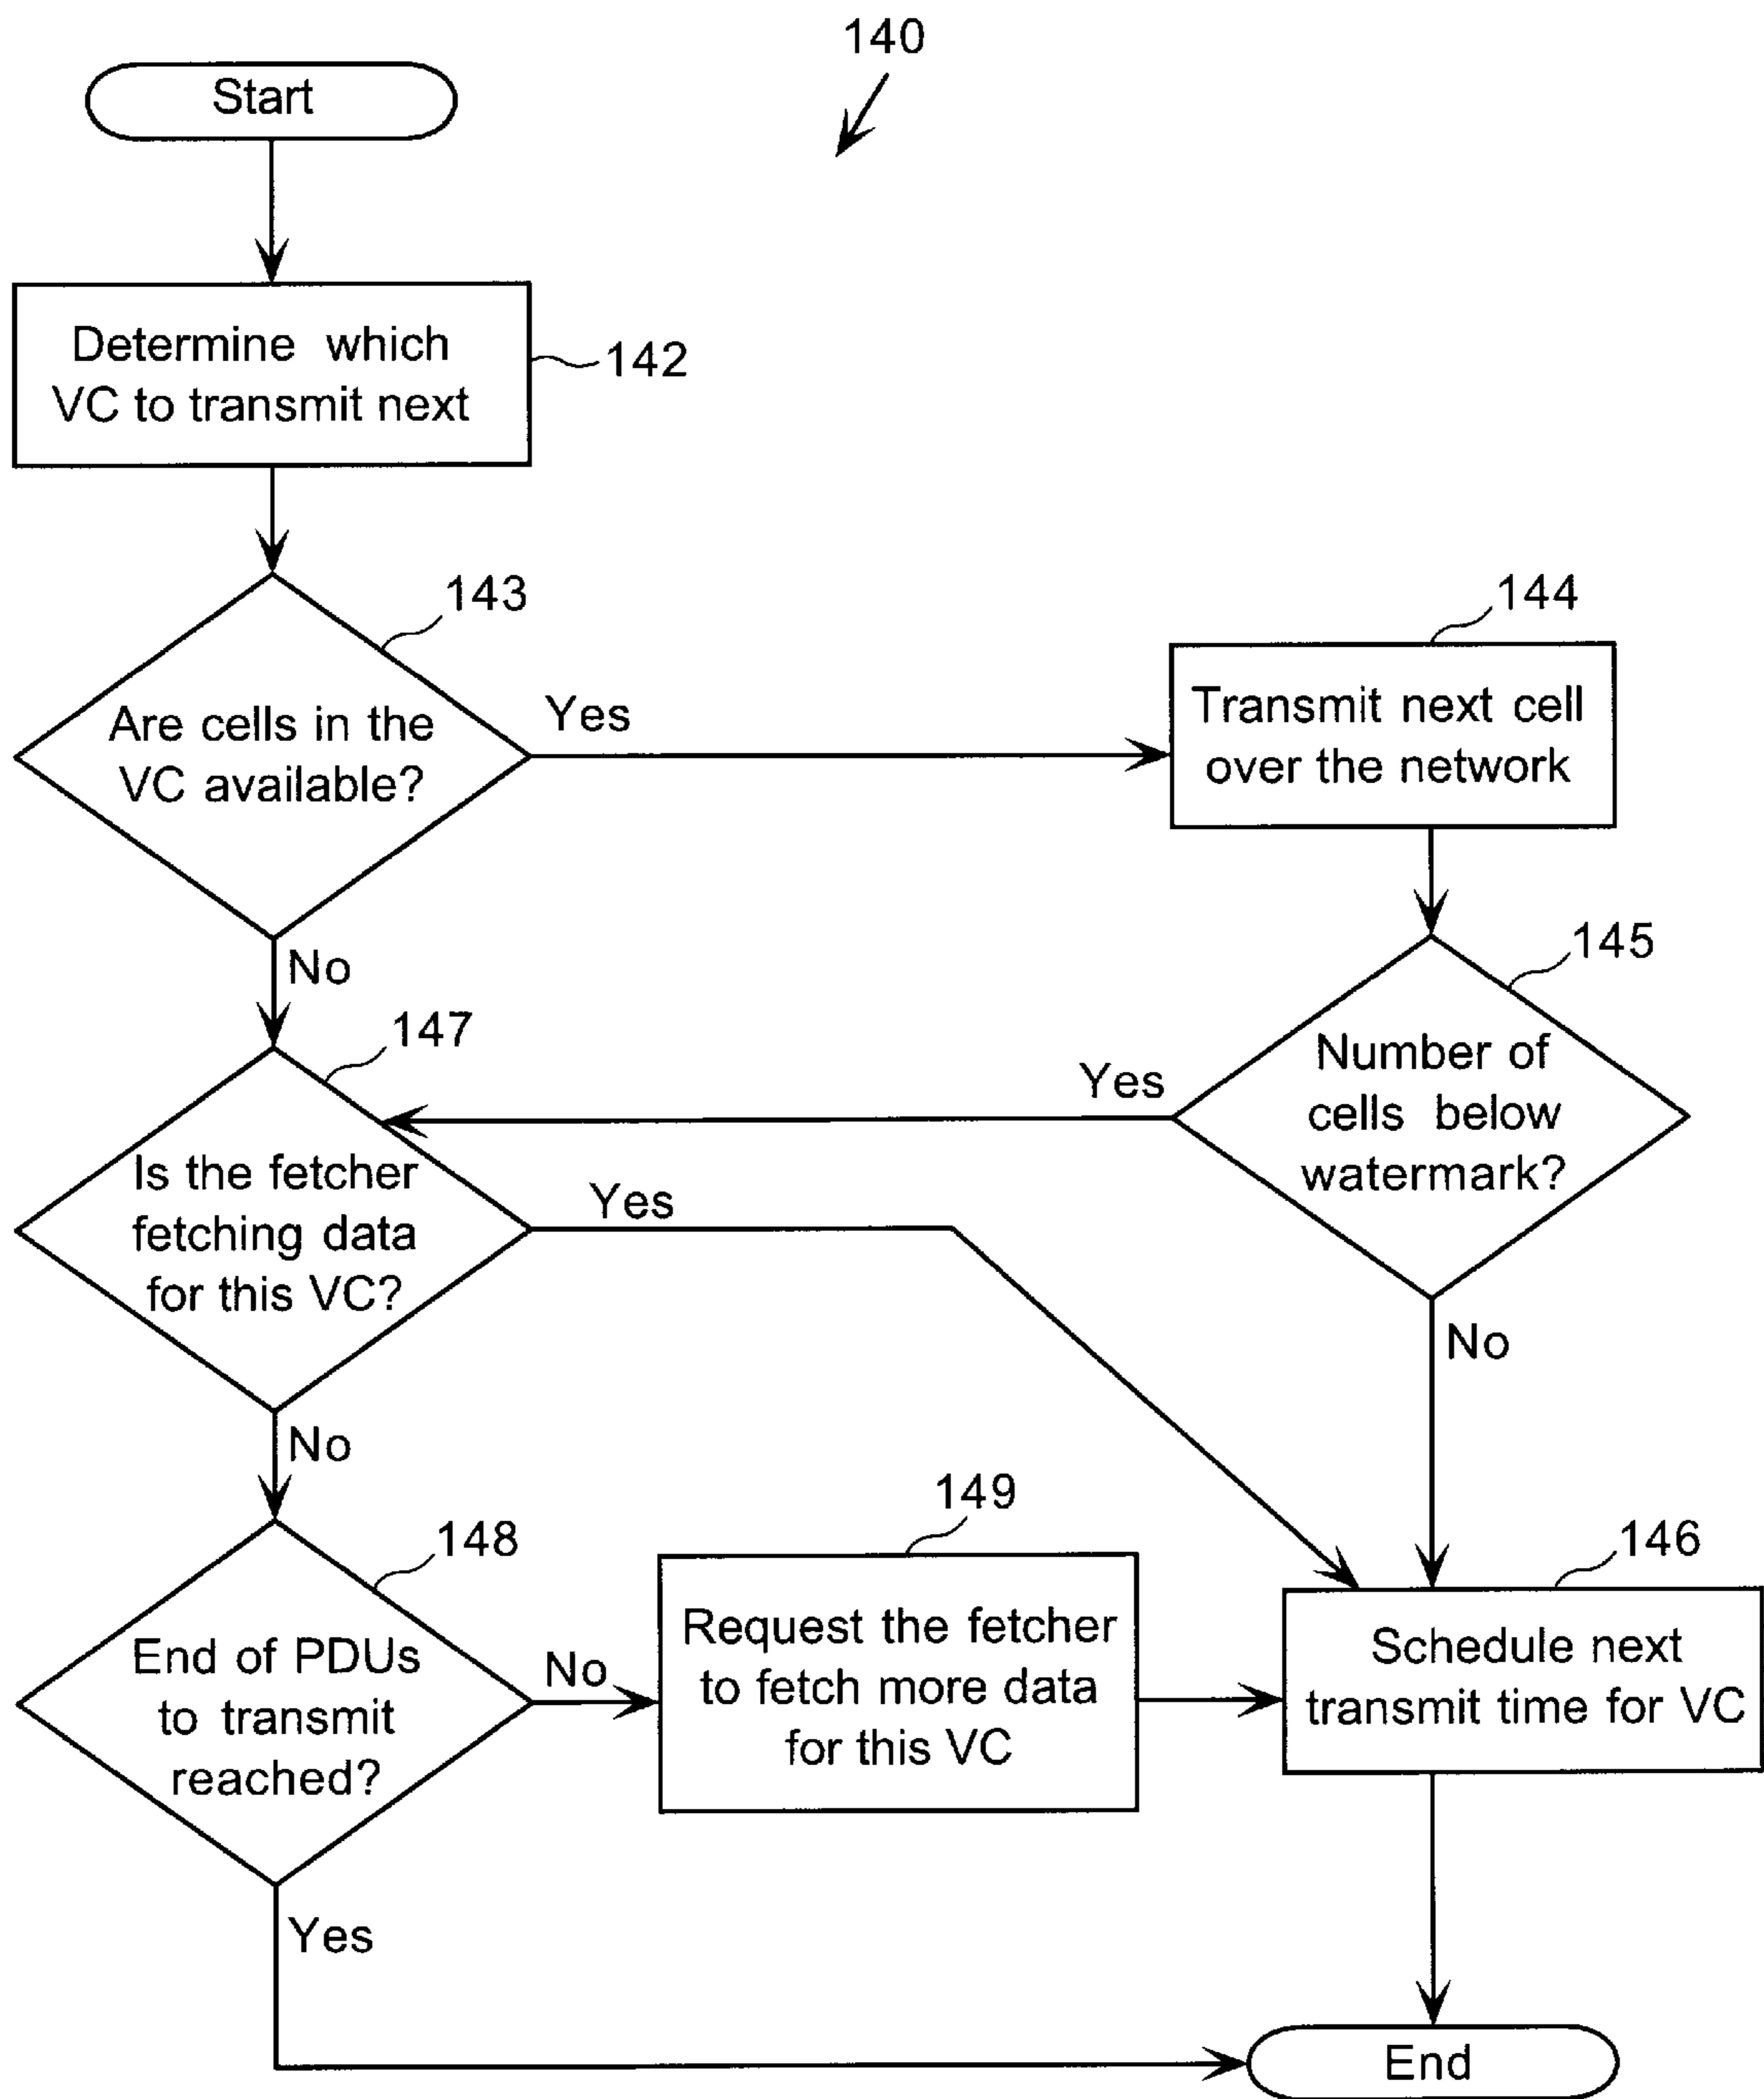 140
Start
Determine which
VC to transmit next
142
143
Are cells in the
VC available?
Yes
No
144
Transmit next cell
over the network
145
Number of
cells below
watermark?
Yes
No
147
Is the fetcher
fetching data
for this VC?
Yes
No
148
End of PDUs
to transmit
reached?
No
Yes
149
Request the fetcher
to fetch more data
for this VC
146
Schedule next
transmit time for VC
End